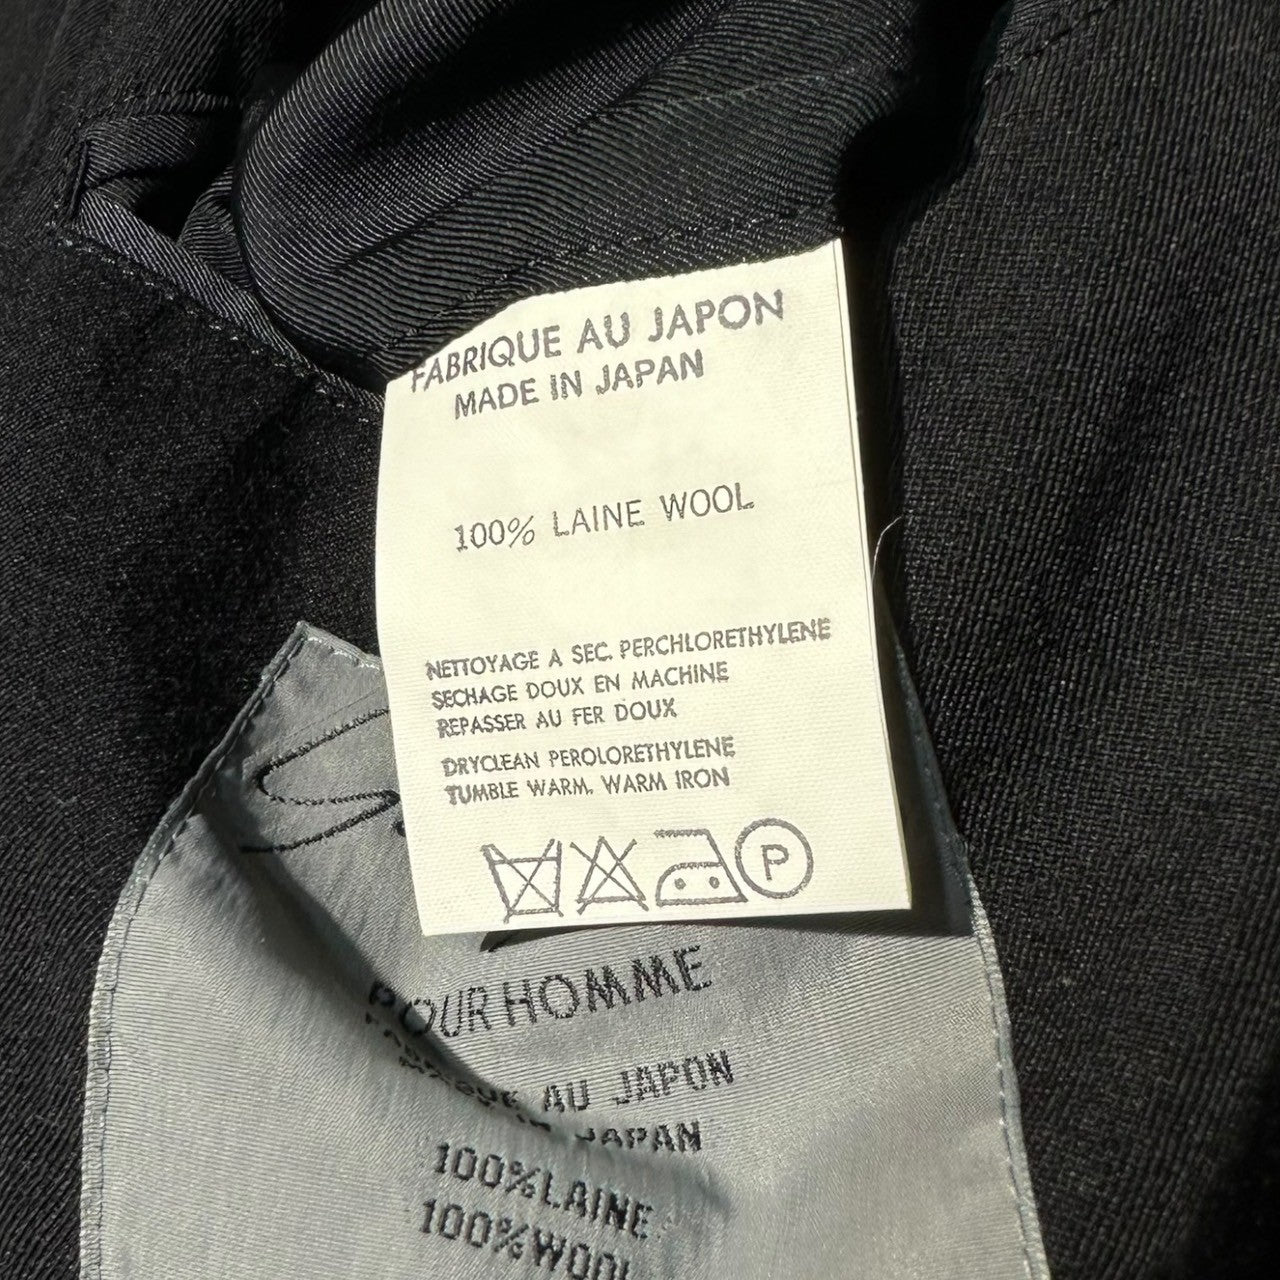 FABRIQUE AU JAPON
MADE IN JAPAN
100% LAINE WOOL
NETTOYAGE A SEC. PERCHLORETHYLENE
SECHAGE DOUX EN MACHINE
REPASSER AU FER DOUX
DRYCLEAN PEROLORETHYLENE
TUMBLE WARM. WARM IRON
P
POUR HOMME
FABRIQUE AU JAPON
JAPAN
100%LAINE
100%WOOL